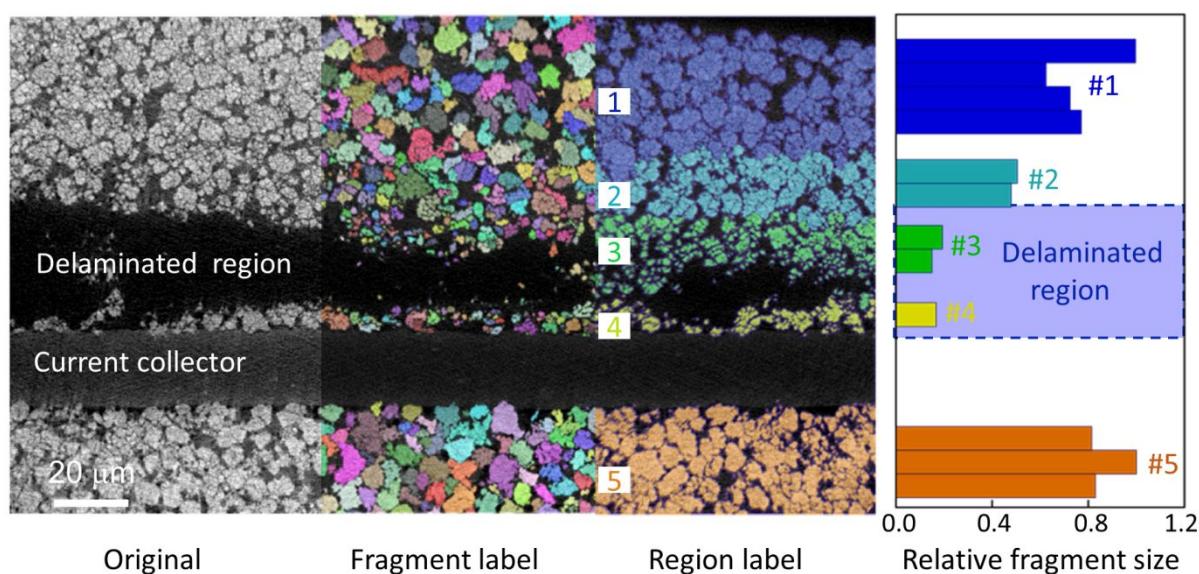 1
2
3
4
5
Delaminated region
Current collector
20 μm
#1
#2
#3
Delaminated
region
#4
#5
0.0 0.4 0.8 1.2
Original
Fragment label
Region label
Relative fragment size